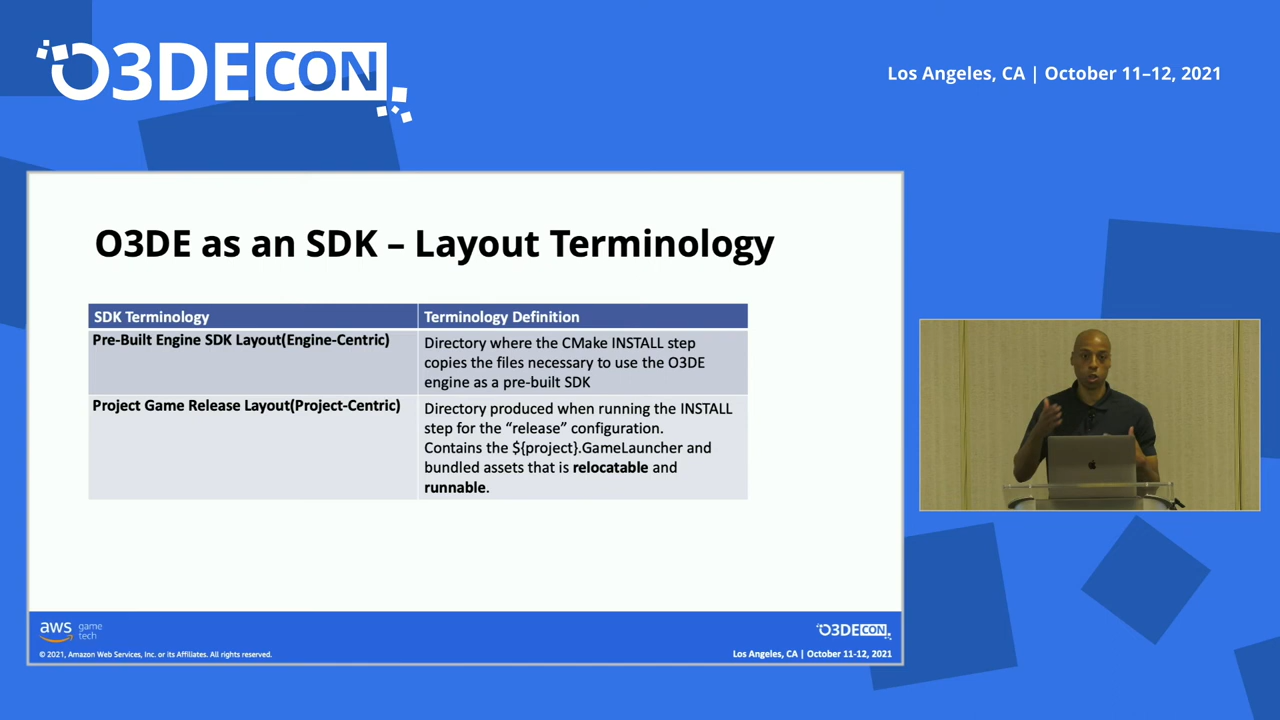 O3DECON
Los Angeles, CA | October 11–12, 2021
O3DE as an SDK – Layout Terminology
SDK Terminology
Terminology Definition
Pre-Built Engine SDK Layout(Engine-Centric)
Directory where the CMake INSTALL step
copies the files necessary to use the O3DE
engine as a pre-built SDK
Project Game Release Layout(Project-Centric)
Directory produced when running the INSTALL
step for the “release” configuration.
Contains the ${project}.GameLauncher and
bundled assets that is relocatable and
runnable.
aws game
tech
O3DECON
© 2021, Amazon Web Services, Inc. or its Affiliates. All rights reserved.
Los Angeles, CA | October 11-12, 2021